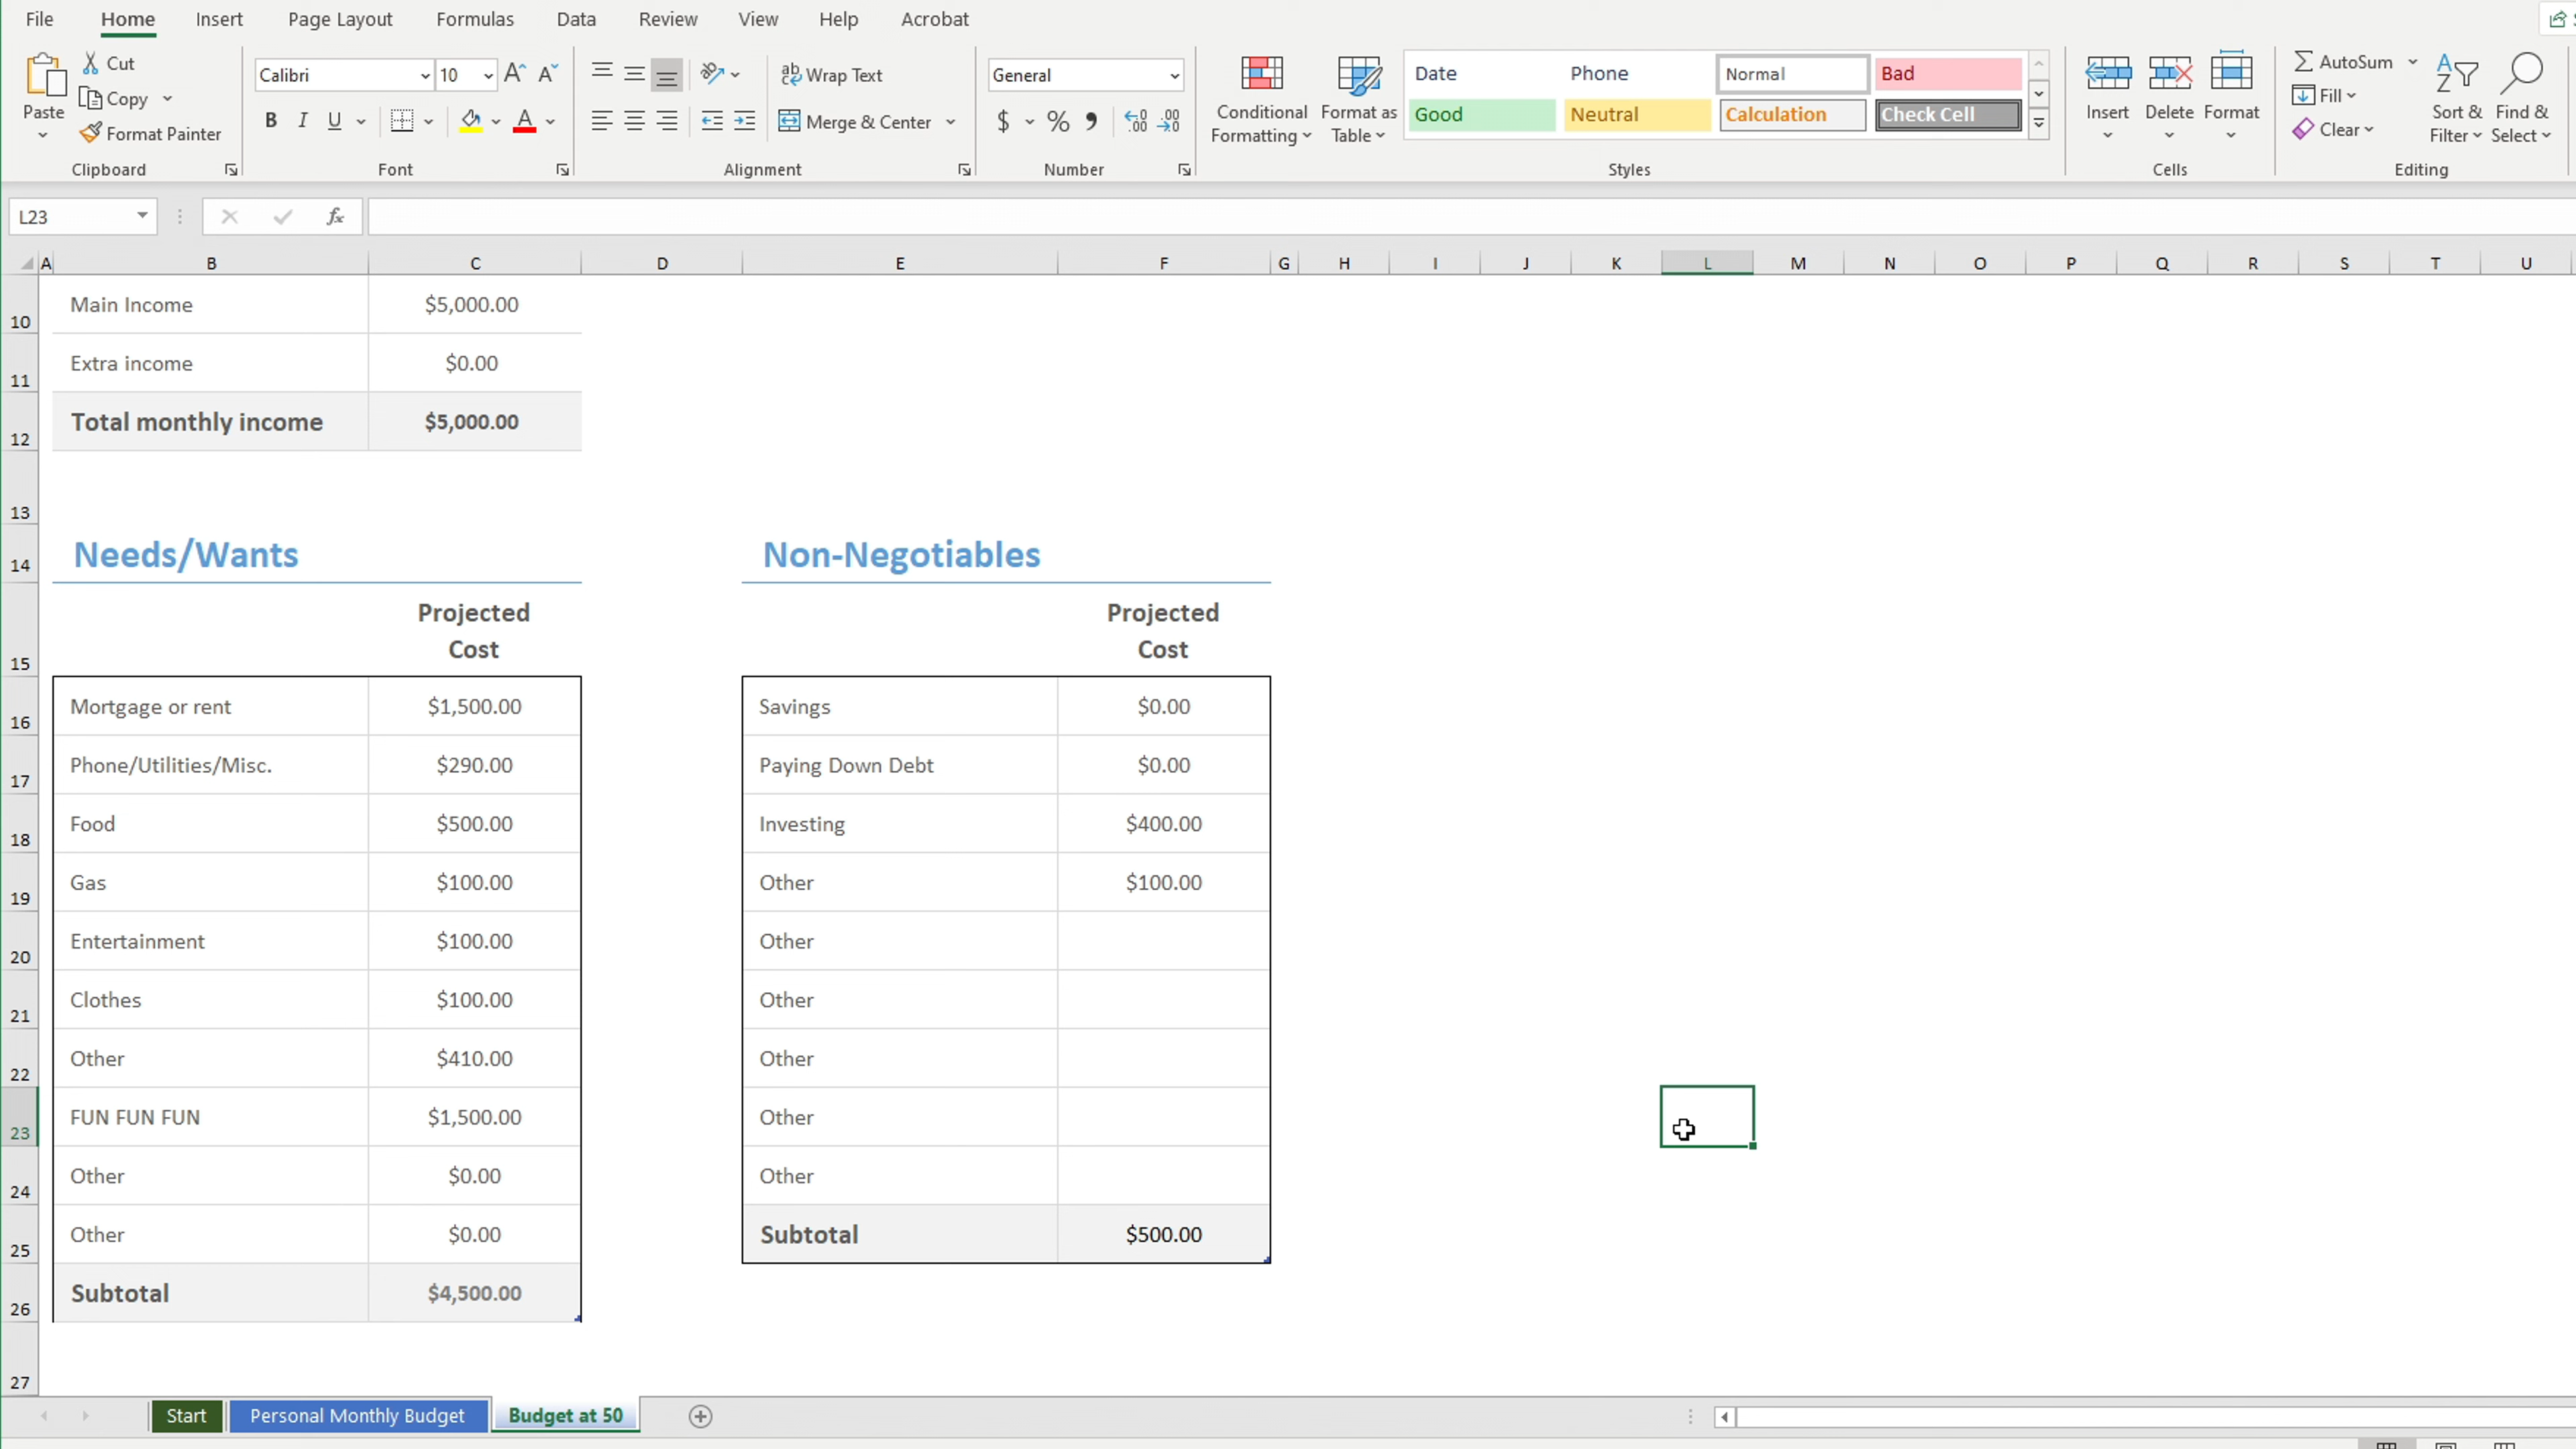 File Home Insert Page Layout Formulas Data Review View Help Acrobat
Paste Cut Copy Format Painter
Calibri 10 B I U A
ab Wrap Text
Merge & Center
General
$ % 9
Conditional Formatting
Format as Table
Date Phone Normal Bad
Good Neutral Calculation Check Cell
Insert Delete Format
AutoSum
Fill
Clear
Sort & Filter
Find & Select
Clipboard Font Alignment Number Styles Cells Editing
L23 fx
A B C D E F G H I J K L M N O P Q R S T U
10 Main Income $5,000.00
11 Extra income $0.00
12 Total monthly income $5,000.00
13
14 Needs/Wants Non-Negotiables
Projected Projected
15 Cost Cost
16 Mortgage or rent $1,500.00 Savings $0.00
17 Phone/Utilities/Misc. $290.00 Paying Down Debt $0.00
18 Food $500.00 Investing $400.00
19 Gas $100.00 Other $100.00
20 Entertainment $100.00 Other
21 Clothes $100.00 Other
22 Other $410.00 Other
23 FUN FUN FUN $1,500.00 Other
24 Other $0.00 Other
25 Other $0.00 Subtotal $500.00
26 Subtotal $4,500.00
27
Start Personal Monthly Budget Budget at 50